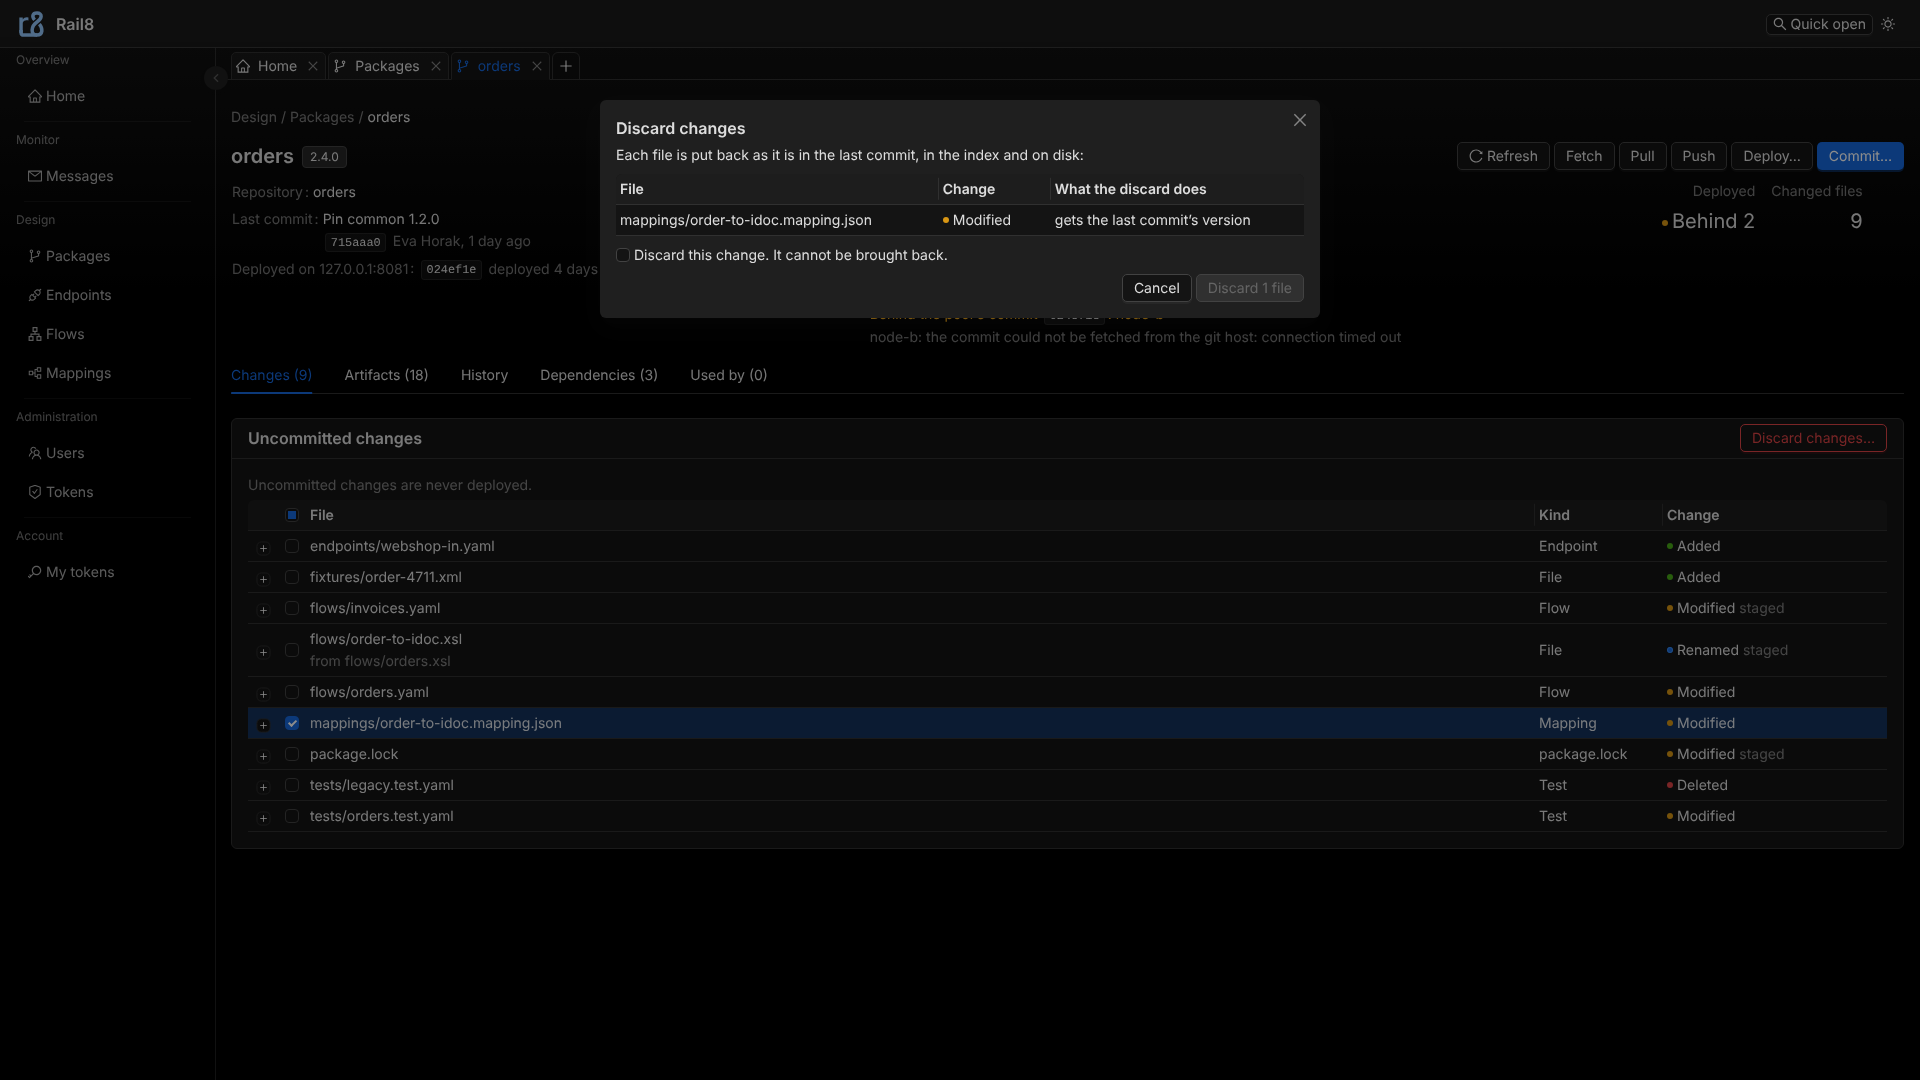 Rail8
Quick open
Overview
Home
Monitor
Messages
Design
Packages
Endpoints
Flows
Mappings
Administration
Users
Tokens
Account
My tokens
Home
Packages
orders
Design / Packages / orders
orders 2.4.0
Refresh
Fetch
Pull
Push
Deploy...
Commit...
Repository: orders
Last commit: Pin common 1.2.0
715aaa0 Eva Horak, 1 day ago
Deployed on 127.0.0.1:8081: 024ef1e deployed 4 days
Deployed
Behind 2
Changed files
9
node-b: the commit could not be fetched from the git host: connection timed out
Discard changes
Each file is put back as it is in the last commit, in the index and on disk:
File Change What the discard does
mappings/order-to-idoc.mapping.json Modified gets the last commit’s version
Discard this change. It cannot be brought back.
Cancel
Discard 1 file
Changes (9)
Artifacts (18)
History
Dependencies (3)
Used by (0)
Uncommitted changes
Discard changes...
Uncommitted changes are never deployed.
File Kind Change
endpoints/webshop-in.yaml Endpoint Added
fixtures/order-4711.xml File Added
flows/invoices.yaml Flow Modified staged
flows/order-to-idoc.xsl
from flows/orders.xsl File Renamed staged
flows/orders.yaml Flow Modified
mappings/order-to-idoc.mapping.json Mapping Modified
package.lock package.lock Modified staged
tests/legacy.test.yaml Test Deleted
tests/orders.test.yaml Test Modified